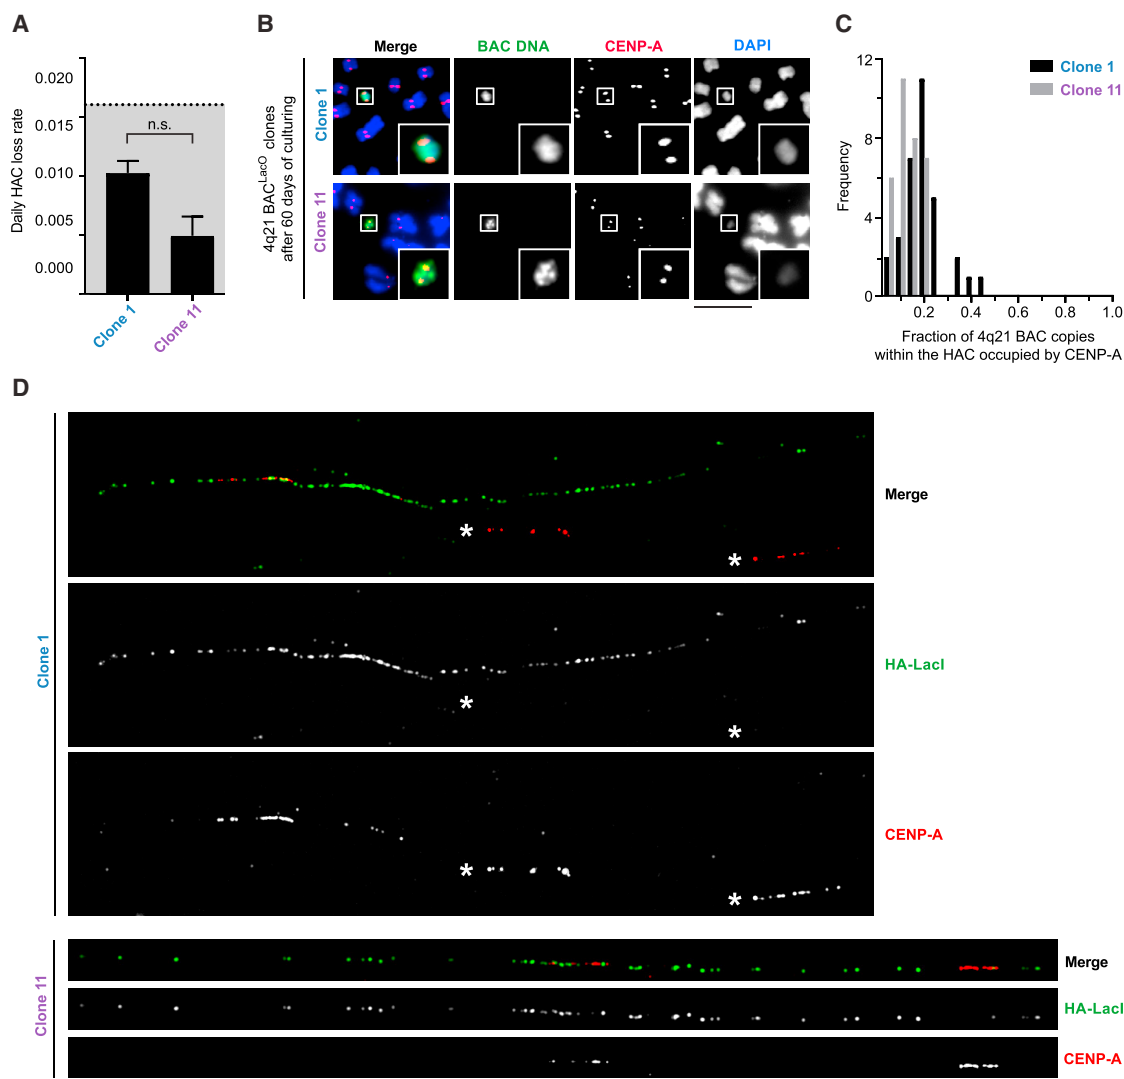 A
Daily HAC loss rate
0.020
0.015
0.010
0.005
0.000
n.s.
Clone 1
Clone 11
B
Merge
BAC DNA
CENP-A
DAPI
4q21 BACLacO clones
after 60 days of culturing
Clone 1
Clone 11
C
Frequency
12
8
4
0
0.2
0.4
0.6
0.8
1.0
Clone 1
Clone 11
Fraction of 4q21 BAC copies
within the HAC occupied by CENP-A
D
Clone 1
Merge
*
*
HA-LacI
*
*
CENP-A
*
*
Clone 11
Merge
HA-LacI
CENP-A